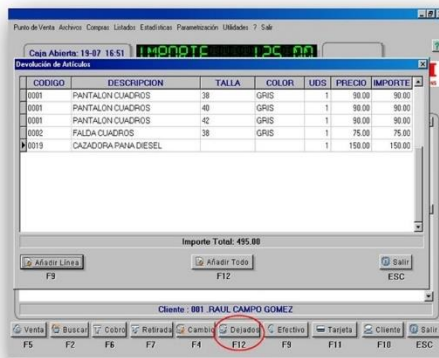 Punto de Venta Archivos Compras Listados Estadísticas Parametrización Utilidades ? Salir
Caja Abierta: 19-07 16:51 IMPORTE 125.00
Devolución de Artículos
CODIGO DESCRIPCION TALLA COLOR UDS PRECIO IMPORTE
0001 PANTALON CUADROS 38 GRIS 1 90.00 90.00
0001 PANTALON CUADROS 40 GRIS 1 90.00 90.00
0001 PANTALON CUADROS 42 GRIS 1 90.00 90.00
0002 FALDA CUADROS 38 GRIS 1 75.00 75.00
0019 CAZADORA PANA DIESEL 1 150.00 150.00
Importe Total: 495.00
Añadir Línea Añadir Todo Salir
F9 F12 ESC
Cliente : 001 .RAUL CAMPO GOMEZ
Venta Buscar Cobro Retirada Cambio Dejados Efectivo Tarjeta Cliente Salir
F5 F2 F6 F7 F4 F12 F9 F11 F10 ESC